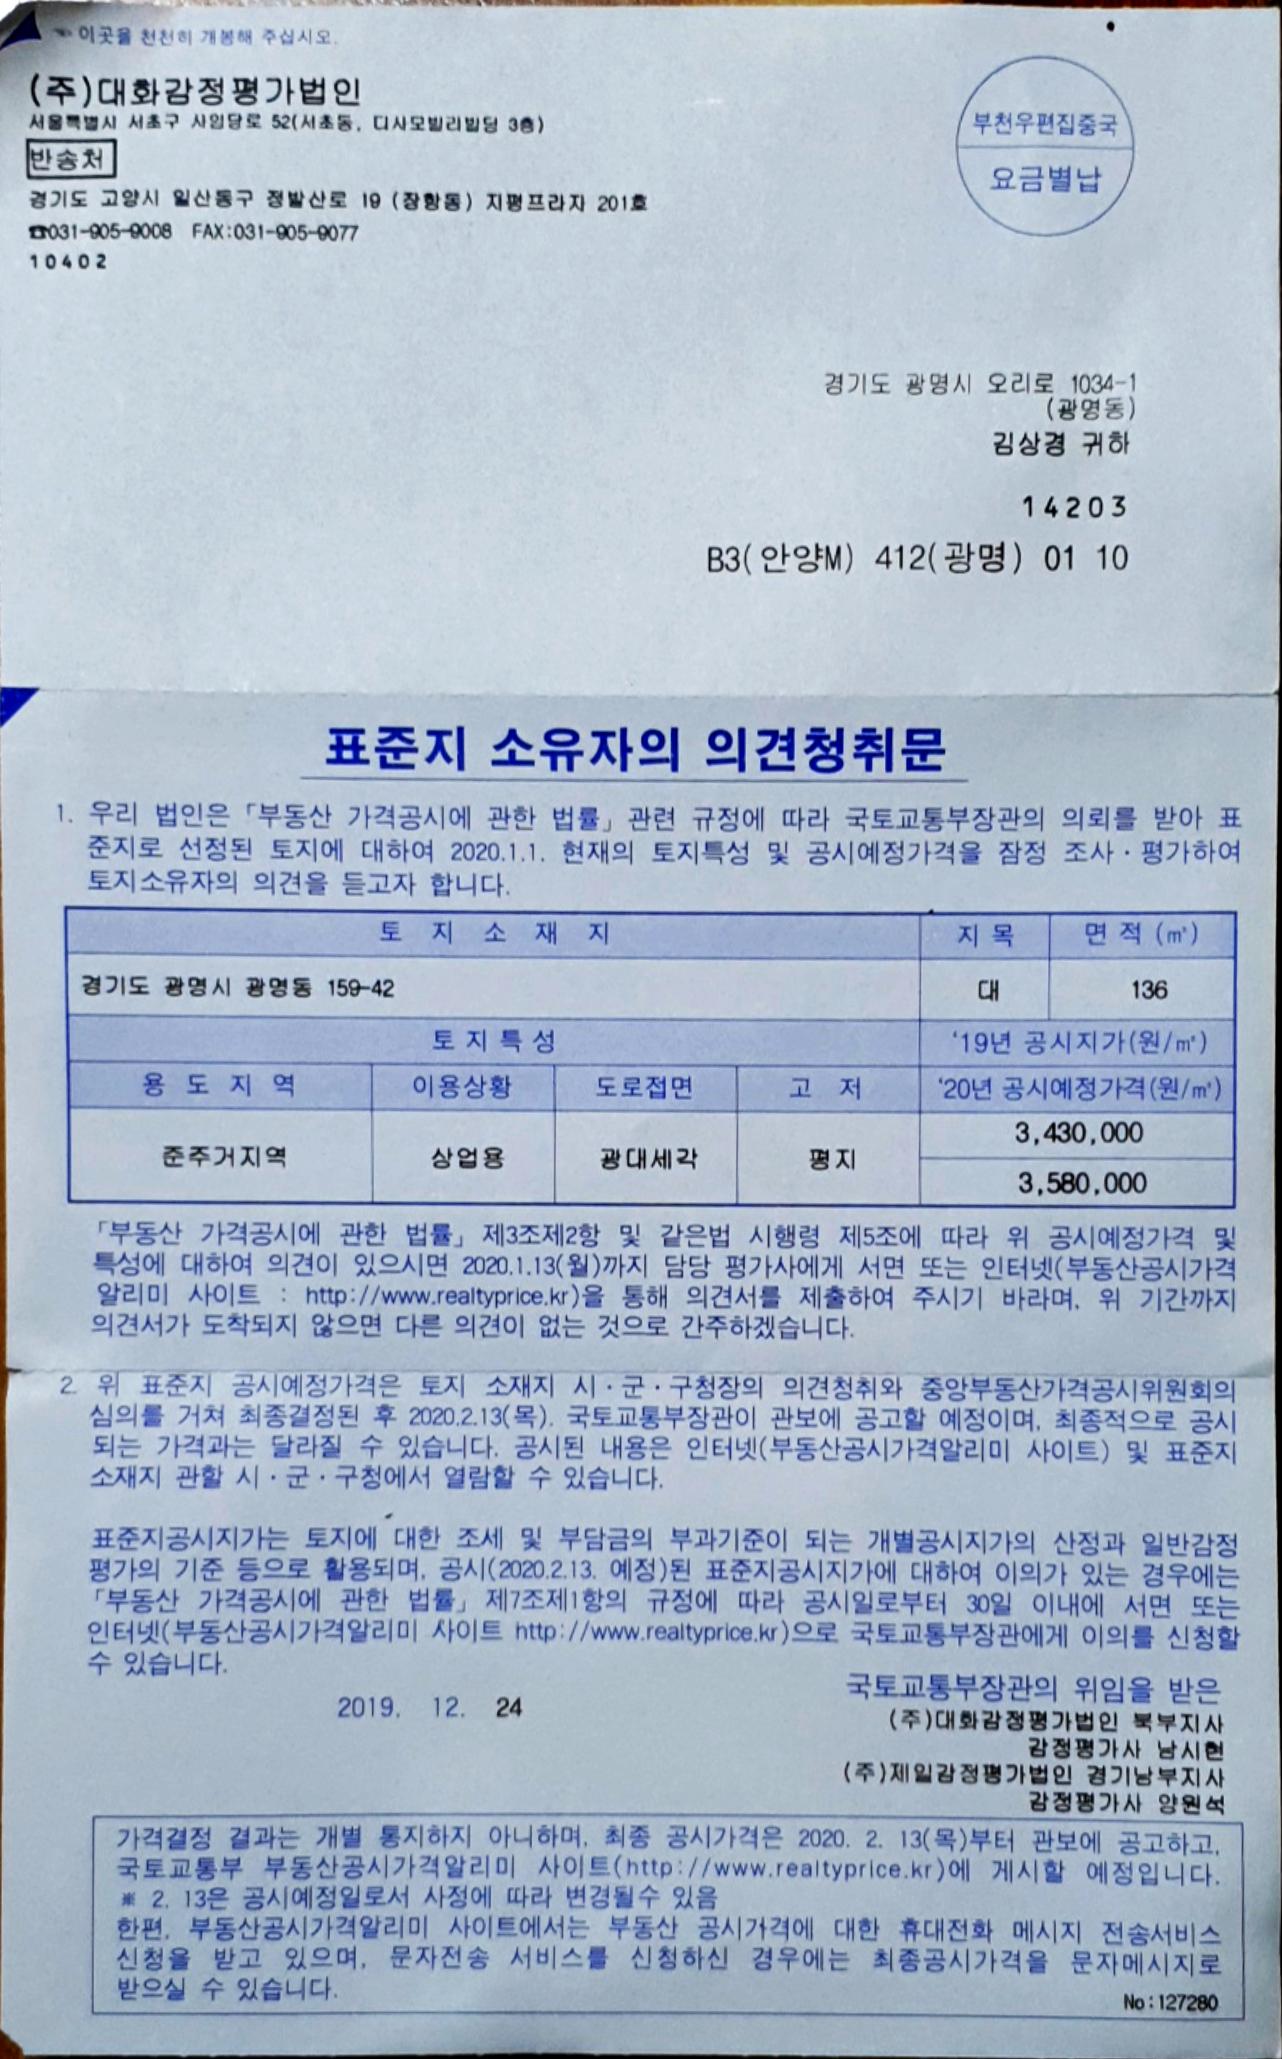 ☜ 이곳을 천천히 개봉해 주십시오.
(주)대화감정평가법인
서울특별시 서초구 사임당로 52(서초동, 디사모빌리빌딩 3층)
반송처
경기도 고양시 일산동구 정발산로 19 (장항동) 지평프라자 201호
☎031-905-9008 FAX:031-905-9077
10402
부천우편집중국
요금별납
경기도 광명시 오리로 1034-1
(광명동)
김상경 귀하
14203
B3(안양M) 412(광명) 01 10
표준지 소유자의 의견청취문
1. 우리 법인은 「부동산 가격공시에 관한 법률」 관련 규정에 따라 국토교통부장관의 의뢰를 받아 표
준지로 선정된 토지에 대하여 2020.1.1. 현재의 토지특성 및 공시예정가격을 잠정 조사·평가하여
토지소유자의 의견을 듣고자 합니다.
토 지 소 재 지 지 목 면 적 (㎡)
경기도 광명시 광명동 159-42 대 136
토 지 특 성 '19년 공시지가(원/㎡)
용 도 지 역 이용상황 도로접면 고 저 '20년 공시예정가격(원/㎡)
준주거지역 상업용 광대세각 평지 3,430,000
3,580,000
「부동산 가격공시에 관한 법률」 제3조제2항 및 같은법 시행령 제5조에 따라 위 공시예정가격 및
특성에 대하여 의견이 있으시면 2020.1.13(월)까지 담당 평가사에게 서면 또는 인터넷(부동산공시가격
알리미 사이트 : http://www.realtyprice.kr)을 통해 의견서를 제출하여 주시기 바라며, 위 기간까지
의견서가 도착되지 않으면 다른 의견이 없는 것으로 간주하겠습니다.
2. 위 표준지 공시예정가격은 토지 소재지 시·군·구청장의 의견청취와 중앙부동산가격공시위원회의
심의를 거쳐 최종결정된 후 2020.2.13(목). 국토교통부장관이 관보에 공고할 예정이며, 최종적으로 공시
되는 가격과는 달라질 수 있습니다. 공시된 내용은 인터넷(부동산공시가격알리미 사이트) 및 표준지
소재지 관할 시·군·구청에서 열람할 수 있습니다.
표준지공시지가는 토지에 대한 조세 및 부담금의 부과기준이 되는 개별공시지가의 산정과 일반감정
평가의 기준 등으로 활용되며, 공시(2020.2.13. 예정)된 표준지공시지가에 대하여 이의가 있는 경우에는
「부동산 가격공시에 관한 법률」 제7조제1항의 규정에 따라 공시일로부터 30일 이내에 서면 또는
인터넷(부동산공시가격알리미 사이트 http://www.realtyprice.kr)으로 국토교통부장관에게 이의를 신청할
수 있습니다.
국토교통부장관의 위임을 받은
2019. 12. 24
(주)대화감정평가법인 북부지사
감정평가사 남시현
(주)제일감정평가법인 경기남부지사
감정평가사 양원석
가격결정 결과는 개별 통지하지 아니하며, 최종 공시가격은 2020. 2. 13(목)부터 관보에 공고하고,
국토교통부 부동산공시가격알리미 사이트(http://www.realtyprice.kr)에 게시할 예정입니다.
※ 2. 13은 공시예정일로서 사정에 따라 변경될수 있음
한편, 부동산공시가격알리미 사이트에서는 부동산 공시가격에 대한 휴대전화 메시지 전송서비스
신청을 받고 있으며, 문자전송 서비스를 신청하신 경우에는 최종공시가격을 문자메시지로
받으실 수 있습니다.
No:127280